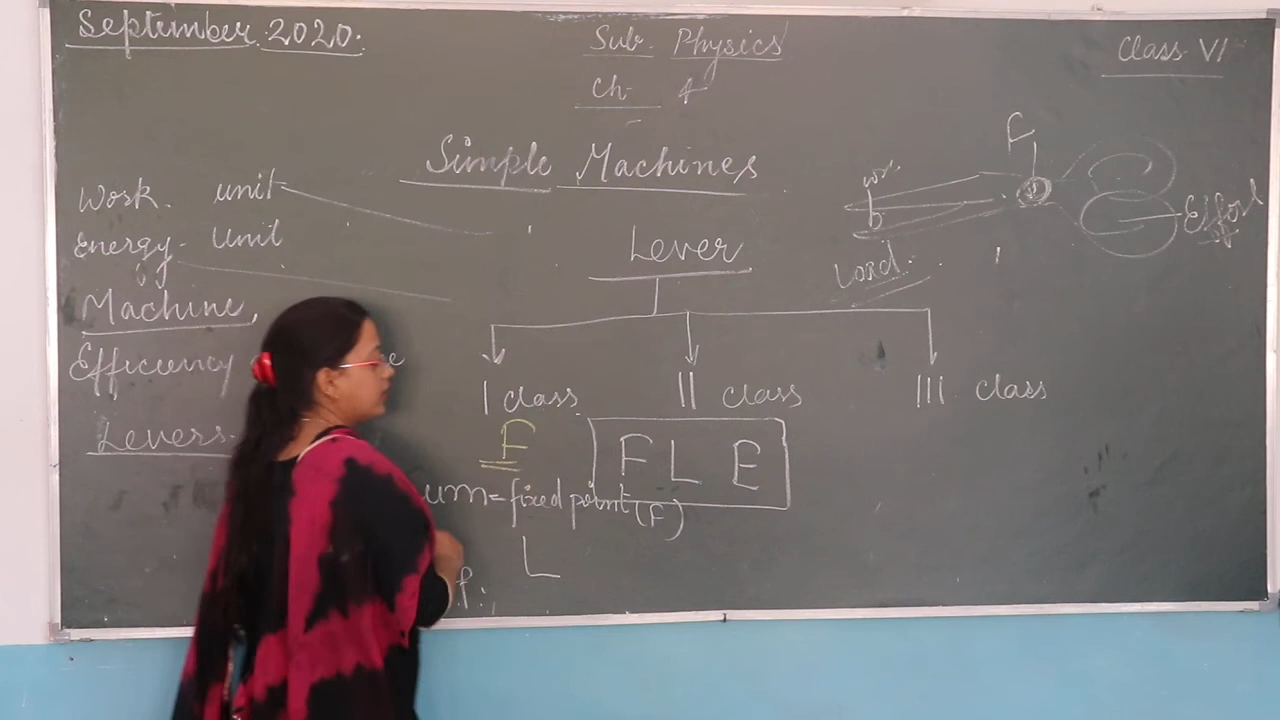 September 2020.
Sub. Physics
Class VI
Ch- 4
Simple Machines
Work. unit
Energy. Unit
Machine,
Efficiency
Levers.
Lever
I class
II class
III class
F
F L E
um = fixed point (F)
L
f.
F
Effort
Load.